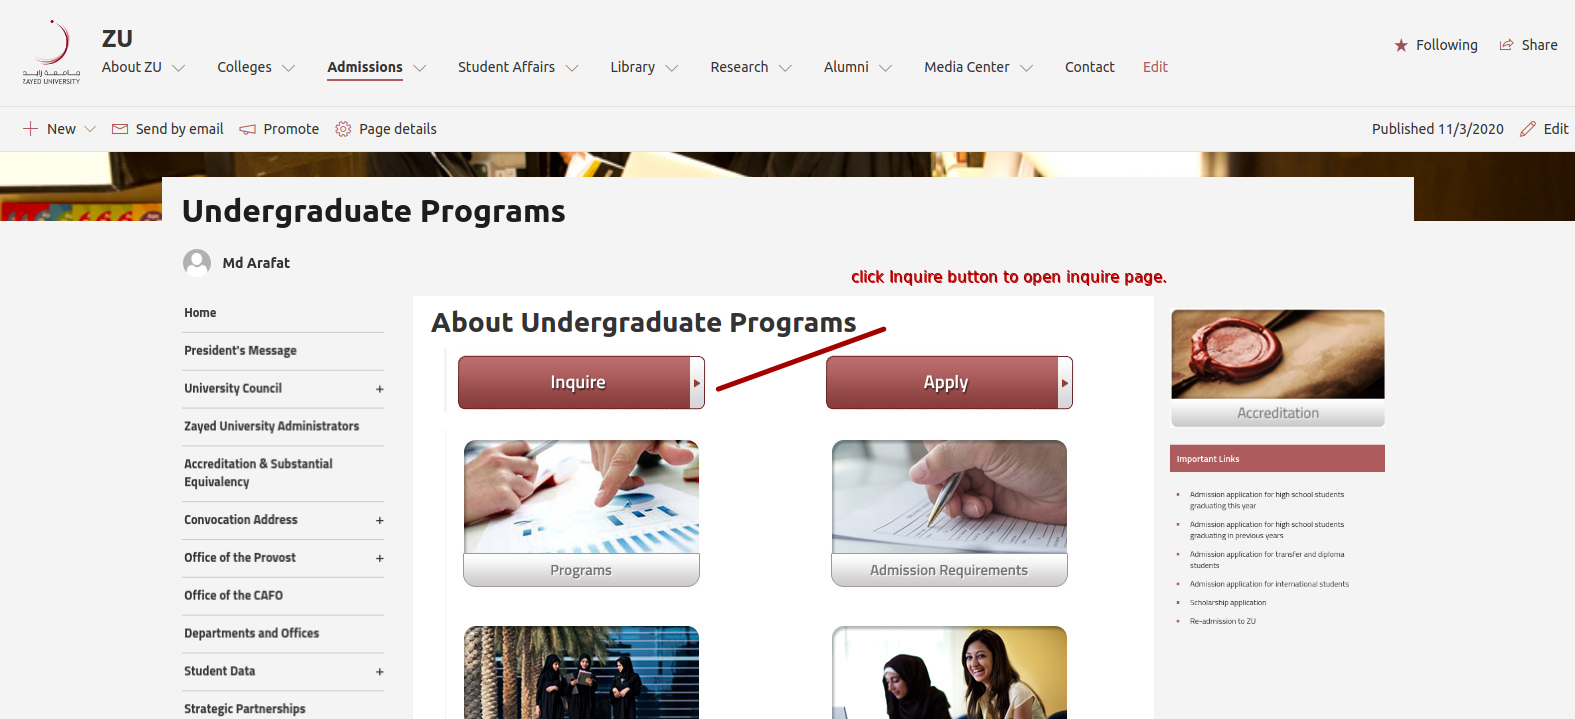 ZU
Following
Share
About ZU
Colleges
Admissions
Student Affairs
Library
Research
Alumni
Media Center
Contact
Edit
جامعة زايد
ZAYED UNIVERSITY
New
Send by email
Promote
Page details
Published 11/3/2020
Edit
Undergraduate Programs
Md Arafat
click Inquire button to open inquire page.
Home
President's Message
University Council +
Zayed University Administrators
Accreditation & Substantial
Equivalency
Convocation Address +
Office of the Provost +
Office of the CAFO
Departments and Offices
Student Data +
Strategic Partnerships
About Undergraduate Programs
Inquire
Apply
Programs
Admission Requirements
Accreditation
Important Links
Admission application for high school students
graduating this year
Admission application for high school students
graduating in previous years
Admission application for transfer and diploma
students
Admission application for international students
Scholarship application
Re-admission to ZU